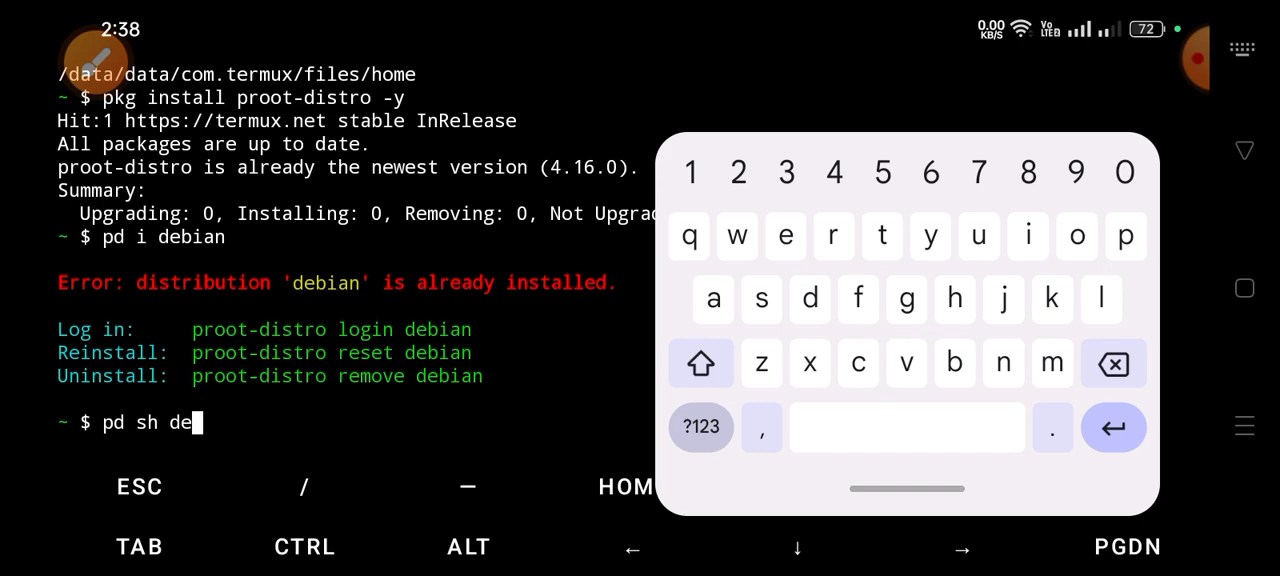 2:38
0.00 KB/S Vo LTE2 72
/data/data/com.termux/files/home
~ $ pkg install proot-distro -y
Hit:1 https://termux.net stable InRelease
All packages are up to date.
proot-distro is already the newest version (4.16.0).
Summary:
  Upgrading: 0, Installing: 0, Removing: 0, Not Upgrad
~ $ pd i debian
Error: distribution 'debian' is already installed.
Log in:     proot-distro login debian
Reinstall:  proot-distro reset debian
Uninstall:  proot-distro remove debian
~ $ pd sh de
1 2 3 4 5 6 7 8 9 0
q w e r t y u i o p
a s d f g h j k l
z x c v b n m
?123 , .
ESC / — HOM
TAB CTRL ALT ← ↓ → PGDN